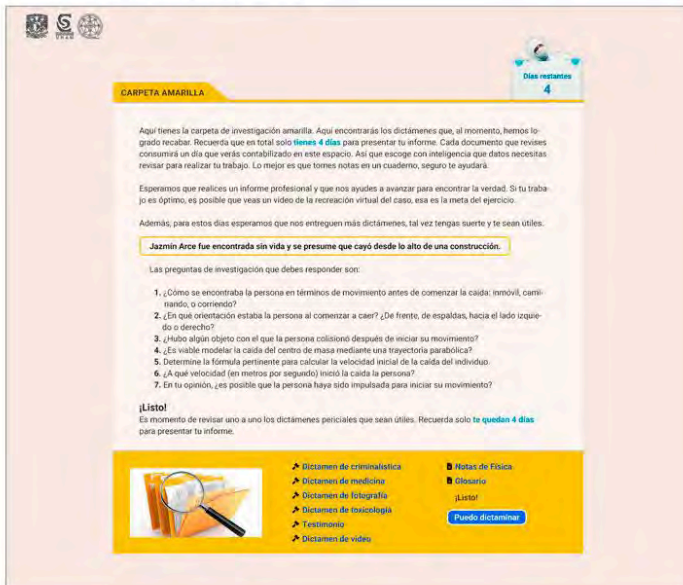 Días restantes
4
CARPETA AMARILLA
Aquí tienes la carpeta de investigación amarilla. Aquí encontrarás los dictámenes que, al momento, hemos lo-
grado recabar. Recuerda que en total solo tienes 4 días para presentar tu informe. Cada documento que revises
consumirá un día que verás contabilizado en este espacio. Así que escoge con inteligencia que datos necesitas
revisar para realizar tu trabajo. Lo mejor es que tomes notas en un cuaderno, seguro te ayudará.
Esperamos que realices un informe profesional y que nos ayudes a avanzar para encontrar la verdad. Si tu traba-
jo es óptimo, es posible que veas un video de la recreación virtual del caso, esa es la meta del ejercicio.
Además, para estos días esperamos que nos entreguen más dictámenes, tal vez tengas suerte y te sean útiles.
Jazmín Arce fue encontrada sin vida y se presume que cayó desde lo alto de una construcción.
Las preguntas de investigación que debes responder son:
1. ¿Cómo se encontraba la persona en términos de movimiento antes de comenzar la caída: inmóvil, cami-
nando, o corriendo?
2. ¿En qué orientación estaba la persona al comenzar a caer? ¿De frente, de espaldas, hacia el lado izquie-
do o derecho?
3. ¿Hubo algún objeto con el que la persona colisionó después de iniciar su movimiento?
4. ¿Es viable modelar la caída del centro de masa mediante una trayectoria parabólica?
5. Determine la fórmula pertinente para calcular la velocidad inicial de la caída del individuo.
6. ¿A qué velocidad (en metros por segundo) inició la caída la persona?
7. En tu opinión, ¿es posible que la persona haya sido impulsada para iniciar su movimiento?
¡Listo!
Es momento de revisar uno a uno los dictámenes periciales que sean útiles. Recuerda solo te quedan 4 días
para presentar tu informe.
Dictamen de criminalística
Dictamen de medicina
Dictamen de fotografía
Dictamen de toxicología
Testimonio
Dictamen de video
Notas de Física
Glosario
¡Listo!
Puedo dictaminar